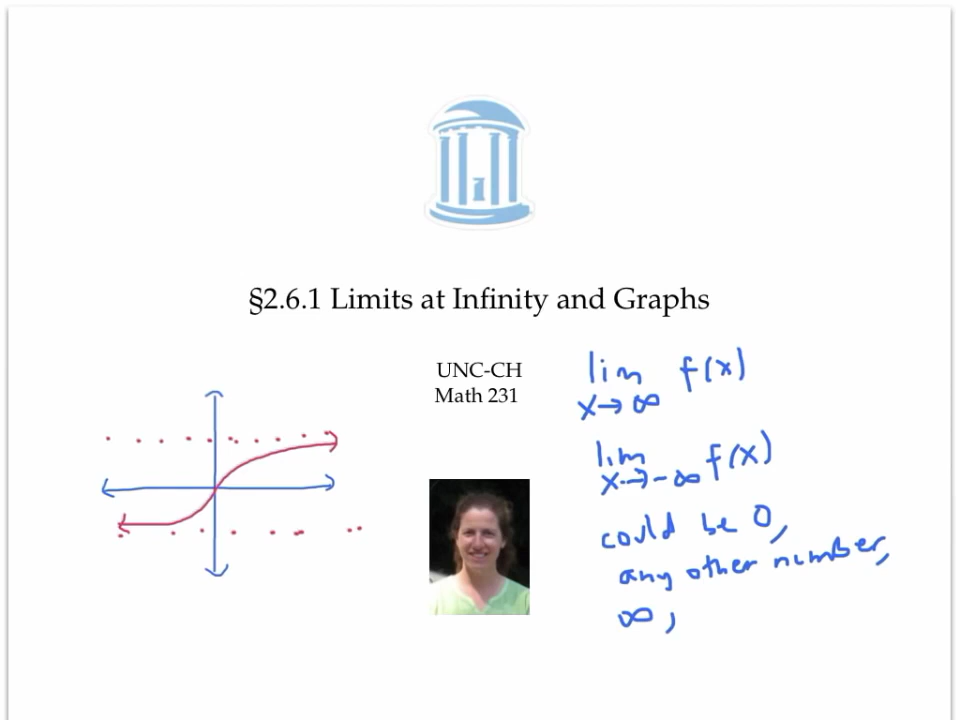 §2.6.1 Limits at Infinity and Graphs
UNC-CH
Math 231
lim f(x)
x→∞
lim f(x)
x→-∞
could be 0,
any other number,
∞,